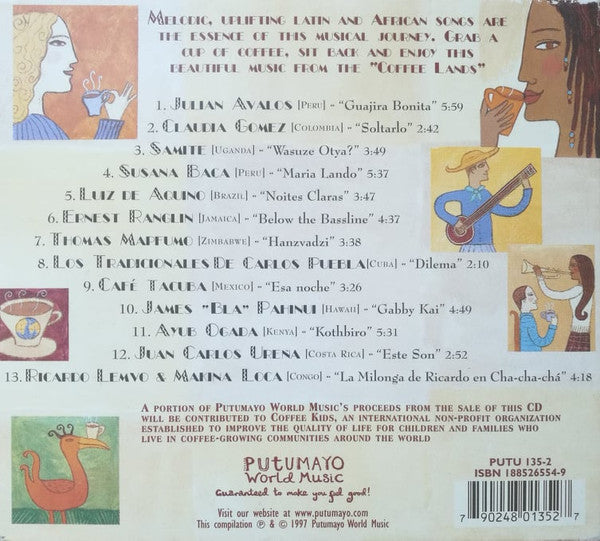 Melodic, uplifting Latin and African songs are
the essence of this musical journey. Grab a
cup of coffee, sit back and enjoy this
beautiful music from the "Coffee Lands"
1. Julian Avalos [Peru] - "Guajira Bonita" 5:59
2. Claudia Gomez [Colombia] - "Soltarlo" 2:42
3. Samite [Uganda] - "Wasuze Otya?" 3:49
4. Susana Baca [Peru] - "Maria Lando" 5:37
5. Luiz de Aquino [Brazil] - "Noites Claras" 3:47
6. Ernest Ranglin [Jamaica] - "Below the Bassline" 4:37
7. Thomas Mapfumo [Zimbabwe] - "Hanzvadzi" 3:38
8. Los Tradicionales De Carlos Puebla [Cuba] - "Dilema" 2:10
9. Café Tacuba [Mexico] - "Esa noche" 3:26
10. James "Bla" Pahinui [Hawaii] - "Gabby Kai" 4:49
11. Ayub Ogada [Kenya] - "Kothbiro" 5:31
12. Juan Carlos Ureña [Costa Rica] - "Este Son" 2:52
13. Ricardo Lemvo & Makina Loca [Congo] - "La Milonga de Ricardo en Cha-cha-chá" 4:18
A portion of Putumayo World Music's proceeds from the sale of this CD
will be contributed to Coffee Kids, an international non-profit organization
established to improve the quality of life for children and families who
live in coffee-growing communities around the world
PUTUMAYO
World Music
Guaranteed to make you feel good!
Visit our website at www.putumayo.com
This compilation ℗ & © 1997 Putumayo World Music
PUTU 135-2
ISBN 188526554-9
7 90248 01352 7